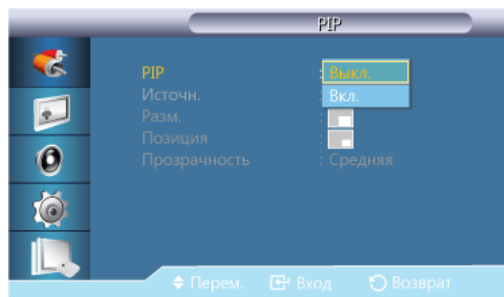 PIP
PIP : Выкл.
Источн. Вкл.
Разм. :
Позиция :
Прозрачность : Средняя
Перем. Вход Возврат